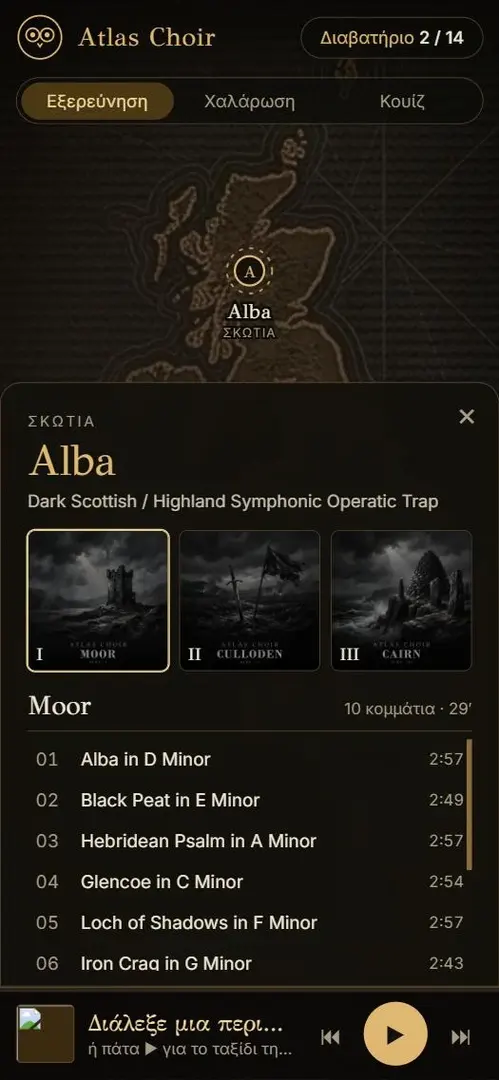 Atlas Choir
Διαβατήριο 2 / 14
Εξερεύνηση
Χαλάρωση
Κουίζ
A
Alba
ΣΚΩΤΙΑ
ΣΚΩΤΙΑ
Alba
Dark Scottish / Highland Symphonic Operatic Trap
ATLAS CHOIR
I MOOR
ATLAS CHOIR
II CULLODEN
ATLAS CHOIR
III CAIRN
Moor
10 κομμάτια · 29′
01 Alba in D Minor 2:57
02 Black Peat in E Minor 2:49
03 Hebridean Psalm in A Minor 2:57
04 Glencoe in C Minor 2:54
05 Loch of Shadows in F Minor 2:57
06 Iron Crag in G Minor 2:43
Διάλεξε μια περι...
ή πάτα ▶ για το ταξίδι τη...